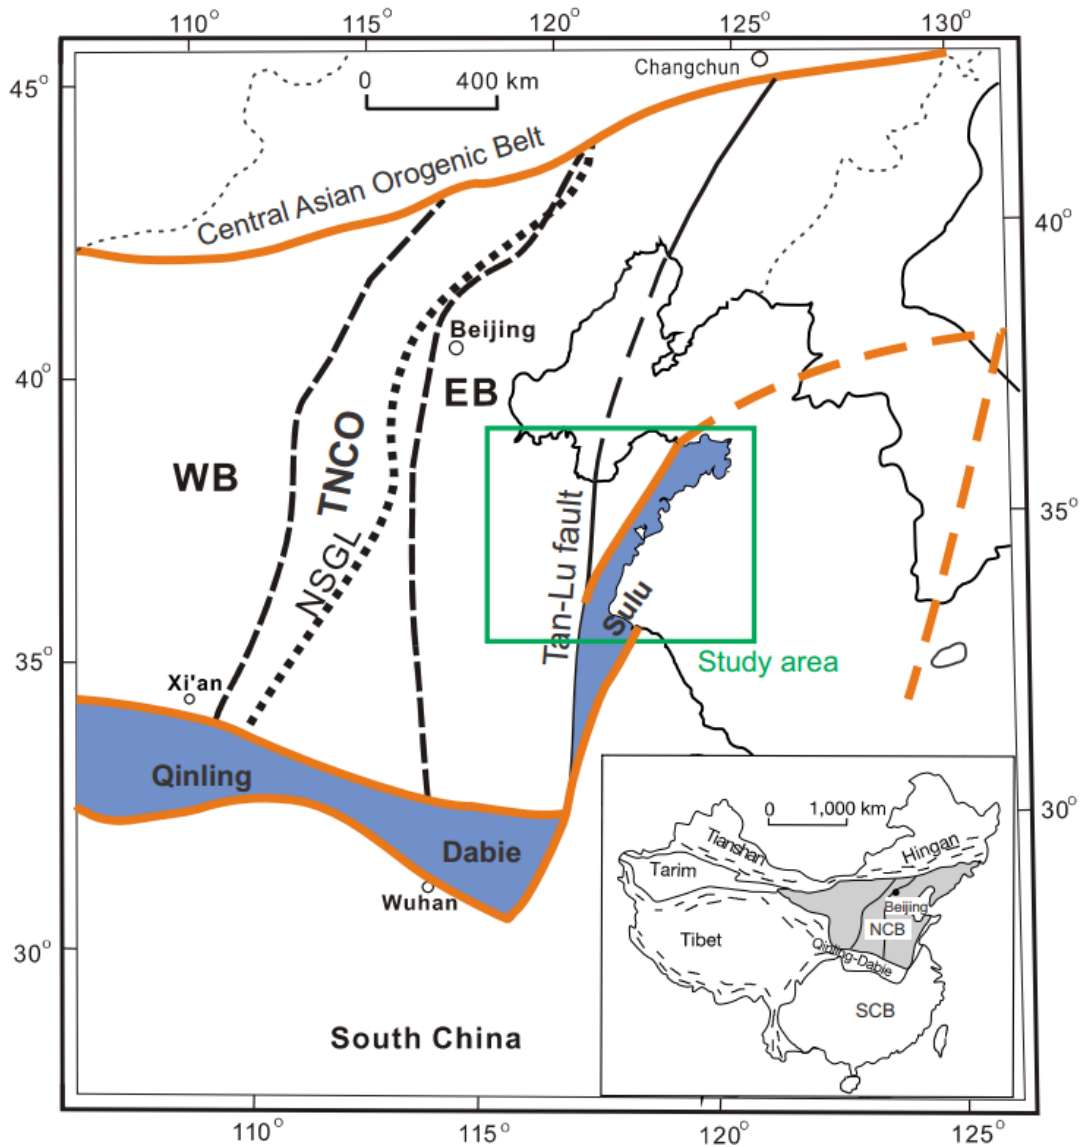 110° 115° 120° 125° 130°
Changchun
0 400 km
45°
Central Asian Orogenic Belt
40°
Beijing
40°
EB
WB
TNCO
35°
NSGL
Tan-Lu fault
Sulu
Study area
35°
Xi'an
Qinling
30°
0 1,000 km
Tianshan
Hingan
Tarim
Beijing
NCB
Tibet
Qinling-Dabie
SCB
Dabie
Wuhan
30°
South China
110° 115° 120° 125°